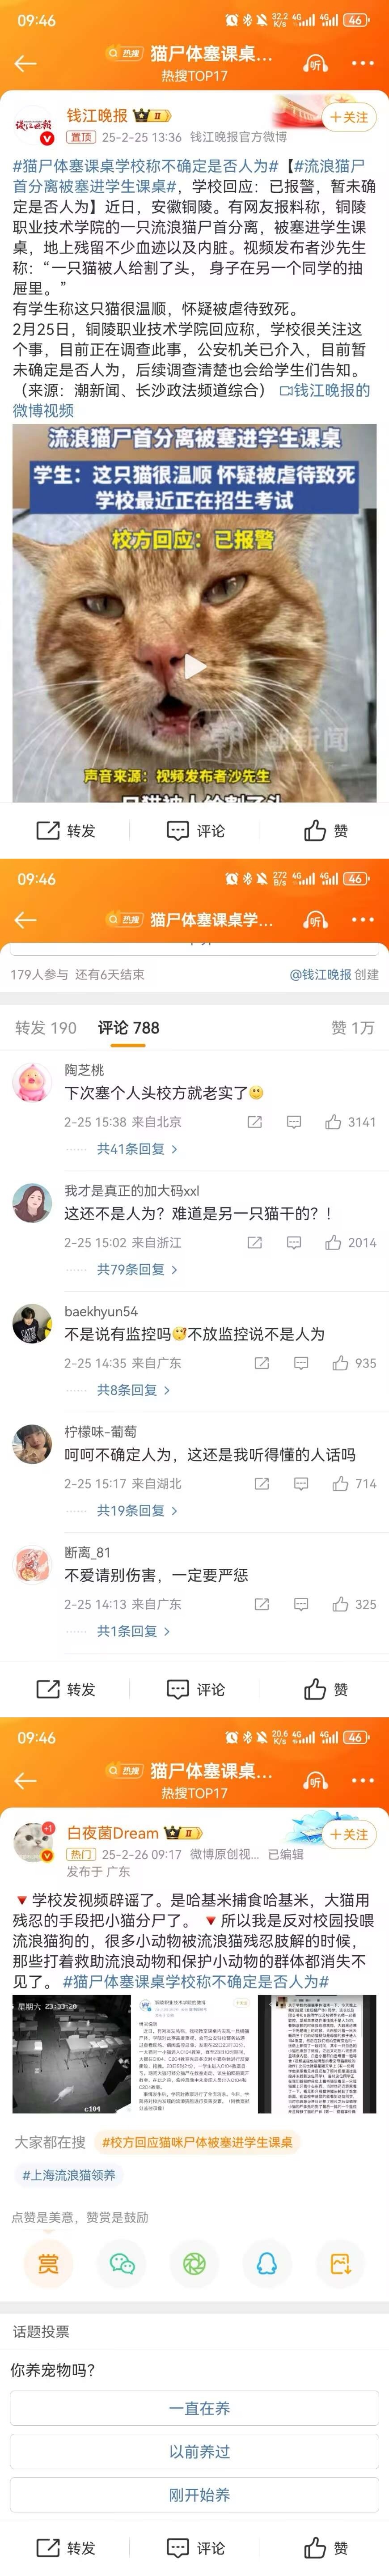 09:46
32.2 K/s 4G 4G 46
热搜 猫尸体塞课桌...
热搜TOP17
听
钱江晚报 II
+关注
置顶 25-2-25 13:36 钱江晚报官方微博
#猫尸体塞课桌学校称不确定是否人为#【#流浪猫尸
首分离被塞进学生课桌#，学校回应：已报警，暂未确
定是否人为】近日，安徽铜陵。有网友报料称，铜陵
职业技术学院的一只流浪猫尸首分离，被塞进学生课
桌，地上残留不少血迹以及内脏。视频发布者沙先生
称：“一只猫被人给割了头， 身子在另一个同学的抽
屉里。”
有学生称这只猫很温顺，怀疑被虐待致死。
2月25日，铜陵职业技术学院回应称，学校很关注这
个事，目前正在调查此事，公安机关已介入，目前暂
未确定是否人为，后续调查清楚也会给学生们告知。
（来源：潮新闻、长沙政法频道综合） 钱江晚报的
微博视频
流浪猫尸首分离被塞进学生课桌
学生：这只猫很温顺 怀疑被虐待致死
学校最近正在招生考试
校方回应：已报警
潮新闻
声音来源：视频发布者沙先生
一只猫被人给割了头
转发 评论 赞
09:46
272 B/s 4G 4G 46
热搜 猫尸体塞课桌学...
听
179人参与 还有6天结束 @钱江晚报 创建
转发 190 评论 788 赞 1万
陶芝桃
下次塞个人头校方就老实了
2-25 15:38 来自北京 3141
共41条回复
我才是真正的加大码xxl
这还不是人为？难道是另一只猫干的？！
2-25 15:02 来自浙江 2014
共79条回复
baekhyun54
不是说有监控吗不放监控说不是人为
2-25 14:35 来自广东 935
共8条回复
柠檬味-葡萄
呵呵不确定人为，这还是我听得懂的人话吗
2-25 15:17 来自湖北 714
共19条回复
断离_81
不爱请别伤害，一定要严惩
2-25 14:13 来自广东 325
共1条回复
转发 评论 赞
09:46
20.6 K/s 4G 4G 46
热搜 猫尸体塞课桌...
热搜TOP17
听
白夜菌Dream II
+1
+关注
热门 25-2-26 09:17 微博原创视... 已编辑
发布于 广东
学校发视频辟谣了。是哈基米捕食哈基米，大猫用
残忍的手段把小猫分尸了。 所以我是反对校园投喂
流浪猫狗的，很多小动物被流浪猫残忍肢解的时候，
那些打着救助流浪动物和保护小动物的群体都消失不
见了。 #猫尸体塞课桌学校称不确定是否人为#
星期六 23:33:20
c104
大家都在搜 #校方回应猫咪尸体被塞进学生课桌
#上海流浪猫领养
点赞是美意，赞赏是鼓励
赏
话题投票
你养宠物吗？
一直在养
以前养过
刚开始养
转发 评论 赞